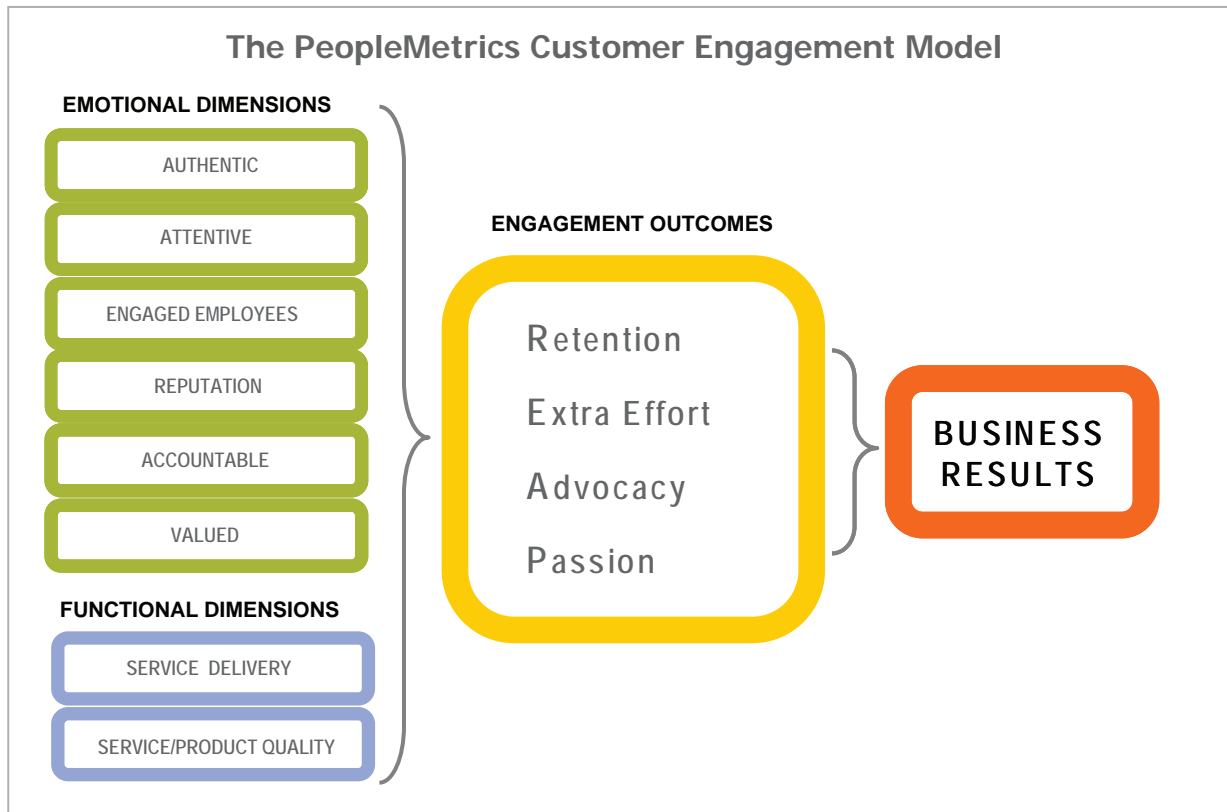 The PeopleMetrics Customer Engagement Model
EMOTIONAL DIMENSIONS
AUTHENTIC
ATTENTIVE
ENGAGED EMPLOYEES
REPUTATION
ACCOUNTABLE
VALUED
FUNCTIONAL DIMENSIONS
SERVICE DELIVERY
SERVICE/PRODUCT QUALITY
ENGAGEMENT OUTCOMES
Retention
Extra Effort
Advocacy
Passion
BUSINESS
RESULTS